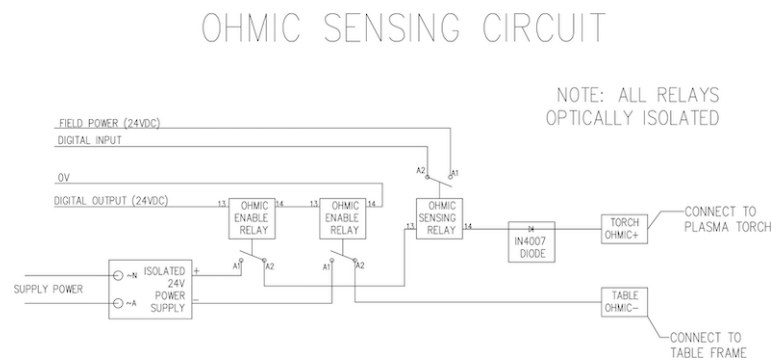 OHMIC SENSING CIRCUIT
NOTE: ALL RELAYS
OPTICALLY ISOLATED
FIELD POWER (24VDC)
DIGITAL INPUT
A2
A1
0V
DIGITAL OUTPUT (24VDC)
13
OHMIC
ENABLE
RELAY
14
13
OHMIC
ENABLE
RELAY
14
OHMIC
SENSING
RELAY
13
14
IN4007
DIODE
TORCH
OHMIC+
CONNECT TO
PLASMA TORCH
A1
A2
A1
A2
SUPPLY POWER
~N
~A
ISOLATED
24V
POWER
SUPPLY
+
-
TABLE
OHMIC-
CONNECT TO
TABLE FRAME